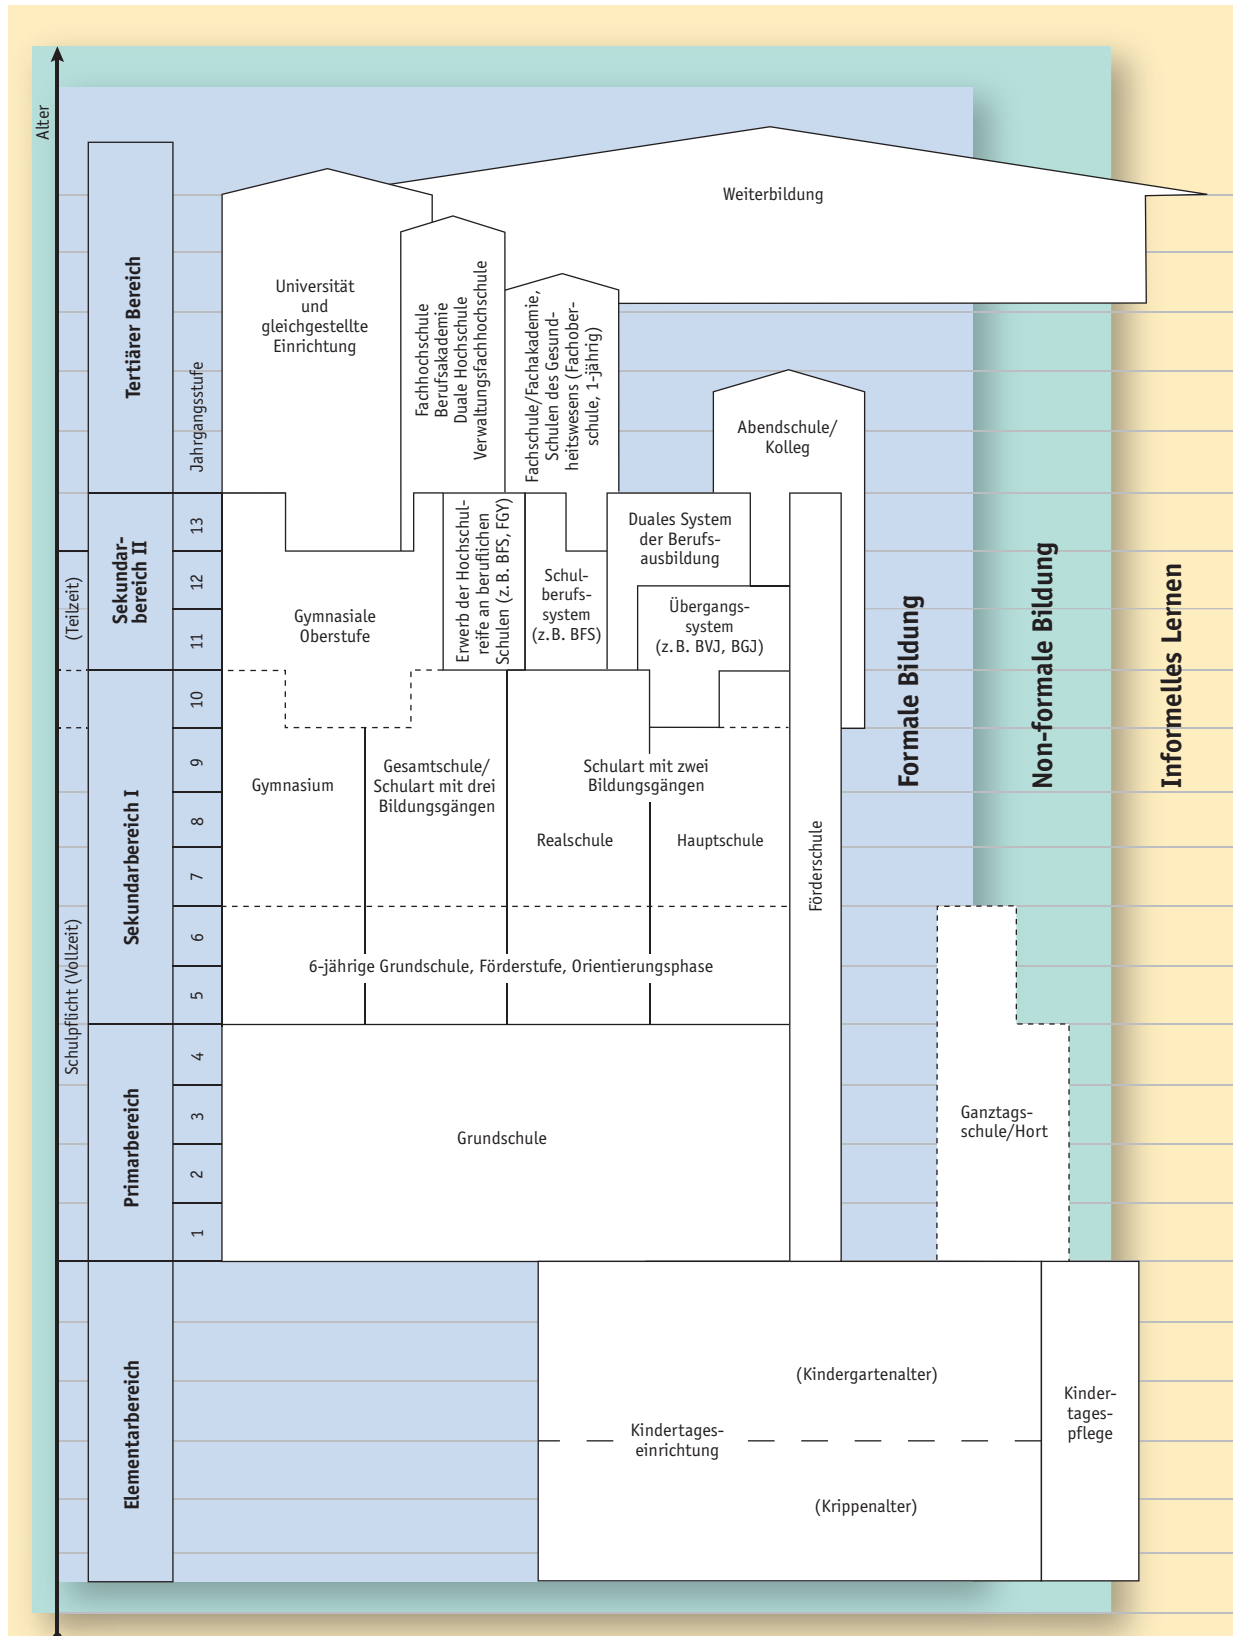 Alter
Tertiärer Bereich
Jahrgangsstufe
Universität
und
gleichgestellte
Einrichtung
Fachhochschule
Berufsakademie
Duale Hochschule
Verwaltungsfachhochschule
Fachschule/Fachakademie,
Schulen des Gesund-
heitswesens (Fachober-
schule, 1-jährig)
Weiterbildung
Abendschule/
Kolleg
(Teilzeit)
Sekundar-
bereich II
13
12
11
Gymnasiale
Oberstufe
Erwerb der Hochschul-
reife an beruflichen
Schulen (z. B. BFS, FGY)
Schul-
berufs-
system
(z. B. BFS)
Duales System
der Berufs-
ausbildung
Übergangs-
system
(z. B. BVJ, BGJ)
Formale Bildung
Non-formale Bildung
Informelles Lernen
Schulpflicht (Vollzeit)
Sekundarbereich I
10
9
8
7
6
5
Gymnasium
Gesamtschule/
Schulart mit drei
Bildungsgängen
Schulart mit zwei
Bildungsgängen
Realschule
Hauptschule
Förderschule
6-jährige Grundschule, Förderstufe, Orientierungsphase
Primarbereich
4
3
2
1
Grundschule
Ganztags-
schule/Hort
Elementarbereich
(Kindergartenalter)
Kindertages-
einrichtung
(Krippenalter)
Kinder-
tages-
pflege